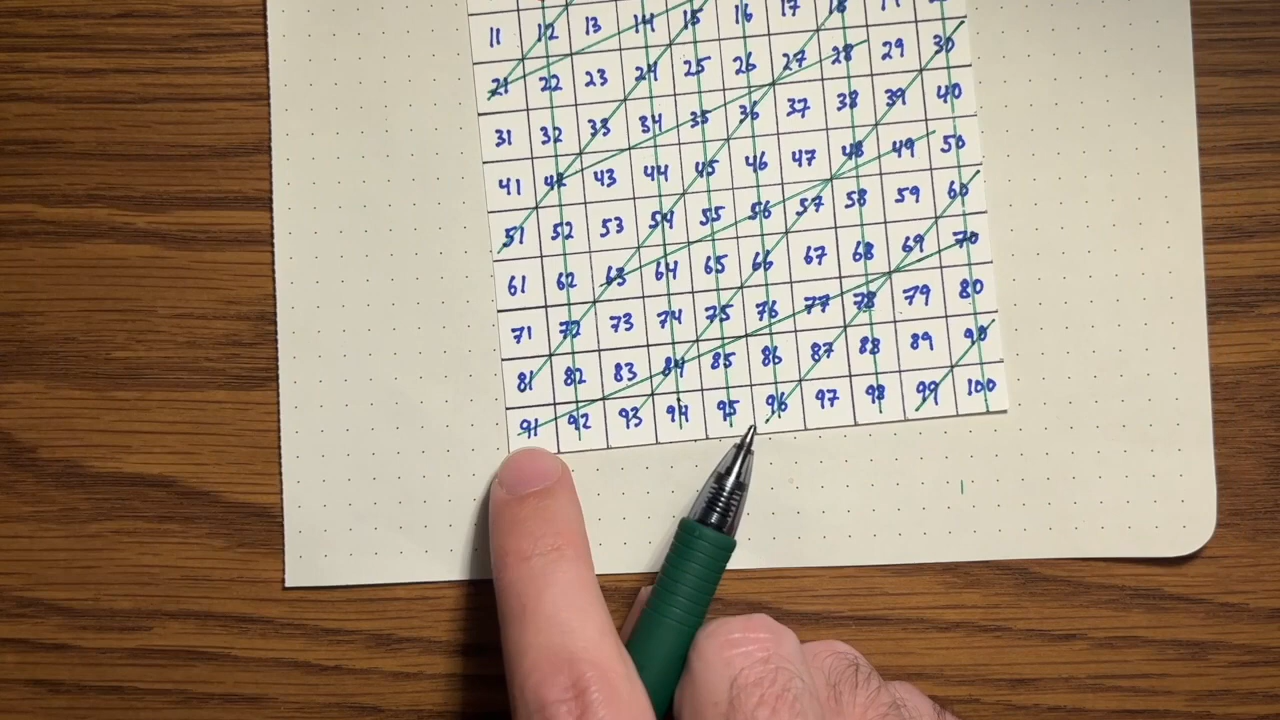 11 12 13 14 15 16 17 18 19
21 22 23 24 25 26 27 28 29 30
31 32 33 34 35 36 37 38 39 40
41 42 43 44 45 46 47 48 49 50
51 52 53 54 55 56 57 58 59 60
61 62 63 64 65 66 67 68 69 70
71 72 73 74 75 76 77 78 79 80
81 82 83 84 85 86 87 88 89 90
91 92 93 94 95 96 97 98 99 100